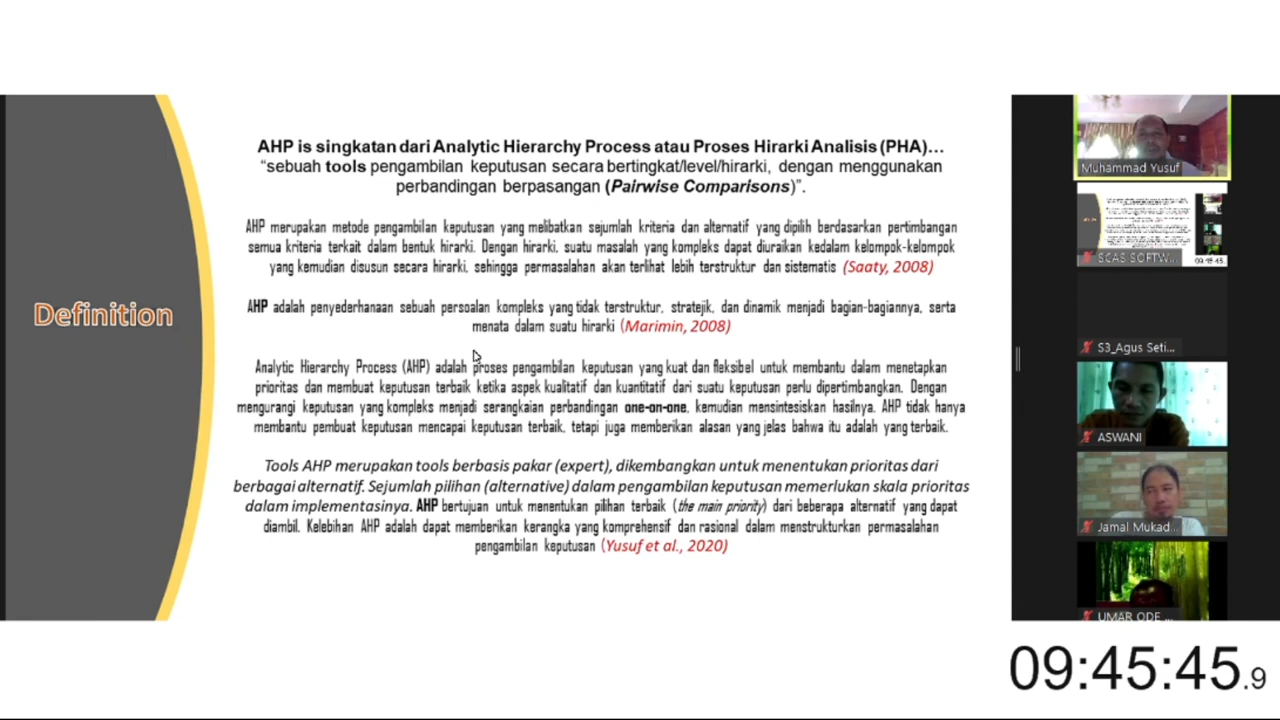 Definition
AHP is singkatan dari Analytic Hierarchy Process atau Proses Hirarki Analisis (PHA)…
“sebuah tools pengambilan keputusan secara bertingkat/level/hirarki, dengan menggunakan
perbandingan berpasangan (Pairwise Comparisons)”.
AHP merupakan metode pengambilan keputusan yang melibatkan sejumlah kriteria dan alternatif yang dipilih berdasarkan pertimbangan
semua kriteria terkait dalam bentuk hirarki. Dengan hirarki, suatu masalah yang kompleks dapat diuraikan kedalam kelompok-kelompok
yang kemudian disusun secara hirarki, sehingga permasalahan akan terlihat lebih terstruktur dan sistematis (Saaty, 2008)
AHP adalah penyederhanaan sebuah persoalan kompleks yang tidak terstruktur, stratejik, dan dinamik menjadi bagian-bagiannya, serta
menata dalam suatu hirarki (Marimin, 2008)
Analytic Hierarchy Process (AHP) adalah proses pengambilan keputusan yang kuat dan fleksibel untuk membantu dalam menetapkan
prioritas dan membuat keputusan terbaik ketika aspek kualitatif dan kuantitatif dari suatu keputusan perlu dipertimbangkan. Dengan
mengurangi keputusan yang kompleks menjadi serangkaian perbandingan one-on-one, kemudian mensintesiskan hasilnya. AHP tidak hanya
membantu pembuat keputusan mencapai keputusan terbaik, tetapi juga memberikan alasan yang jelas bahwa itu adalah yang terbaik.
Tools AHP merupakan tools berbasis pakar (expert), dikembangkan untuk menentukan prioritas dari
berbagai alternatif. Sejumlah pilihan (alternative) dalam pengambilan keputusan memerlukan skala prioritas
dalam implementasinya. AHP bertujuan untuk menentukan pilihan terbaik (the main priority) dari beberapa alternatif yang dapat
diambil. Kelebihan AHP adalah dapat memberikan kerangka yang komprehensif dan rasional dalam menstrukturkan permasalahan
pengambilan keputusan (Yusuf et al., 2020)
Muhammad Yusuf
SCAS SOFTW...
S3_Agus Seti...
ASWANI
Jamal Mukad...
UMAR ODE ...
09:45:45.9